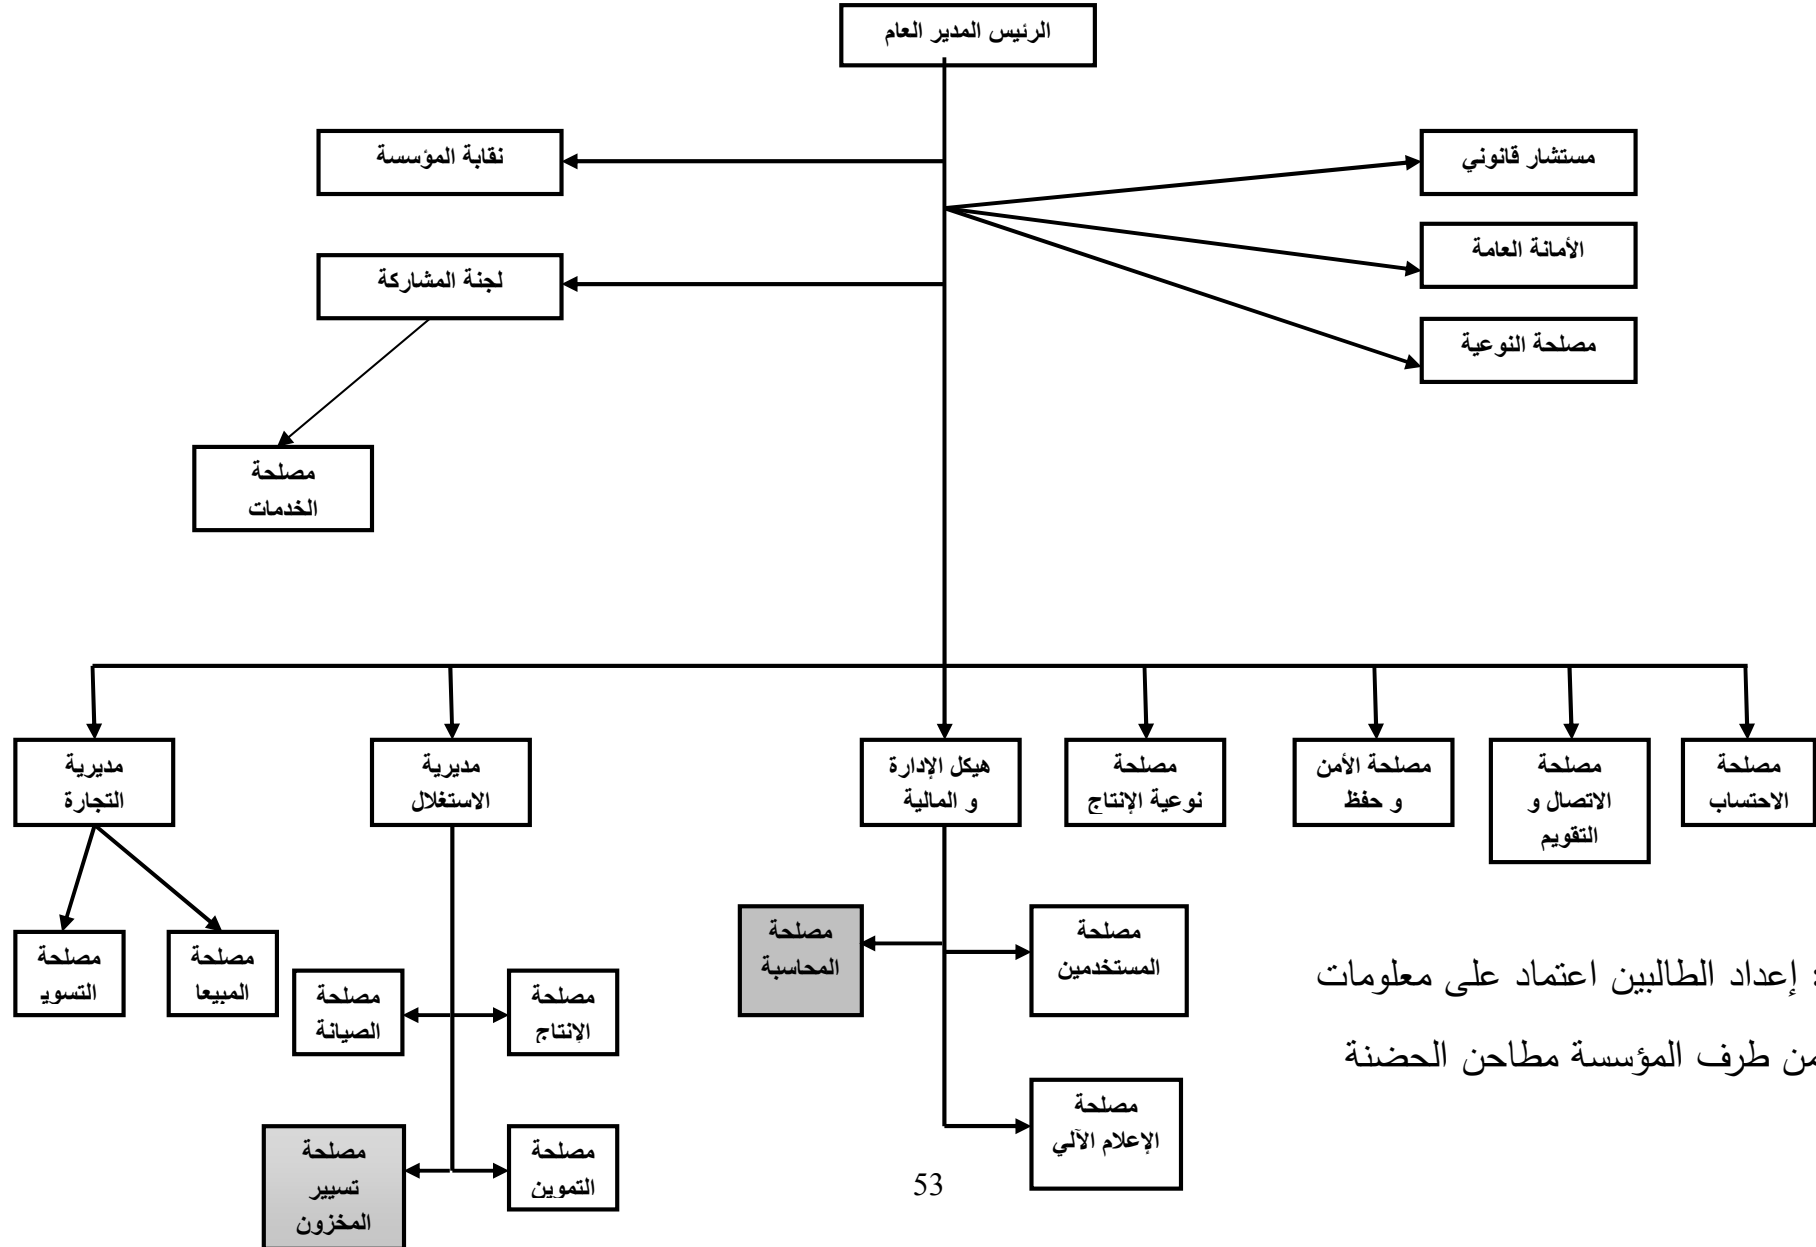 الرئيس المدير العام
مستشار قانوني
نقابة المؤسسة
الأمانة العامة
لجنة المشاركة
مصلحة النوعية
مصلحة
الخدمات
مصلحة
الاحتساب
مصلحة
الاتصال و
التقويم
مصلحة الأمن
و حفظ
مصلحة
نوعية الإنتاج
هيكل الإدارة
و المالية
مديرية
الاستغلال
مديرية
التجارة
مصلحة
المستخدمين
مصلحة
المحاسبة
مصلحة
المبيعا
مصلحة
التسوي
مصلحة
الإنتاج
مصلحة
الصيانة
: إعداد الطالبين اعتماد على معلومات
من طرف المؤسسة مطاحن الحضنة
مصلحة
الإعلام الآلي
مصلحة
التموين
مصلحة
تسيير
المخزون
53